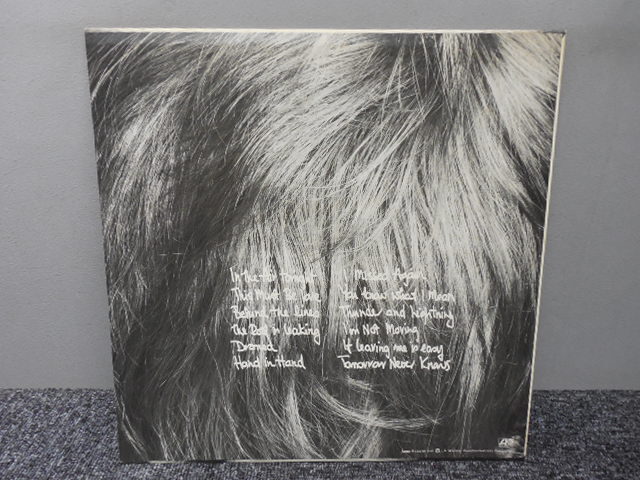 In the Air Tonight
This Must Be Love
Behind the Lines
The Roof is leaking
Droned
Hand in Hand
I Missed Again
You Know What I Mean
Thunder and Lightning
I'm Not Moving
If leaving me is easy
Tomorrow Never Knows